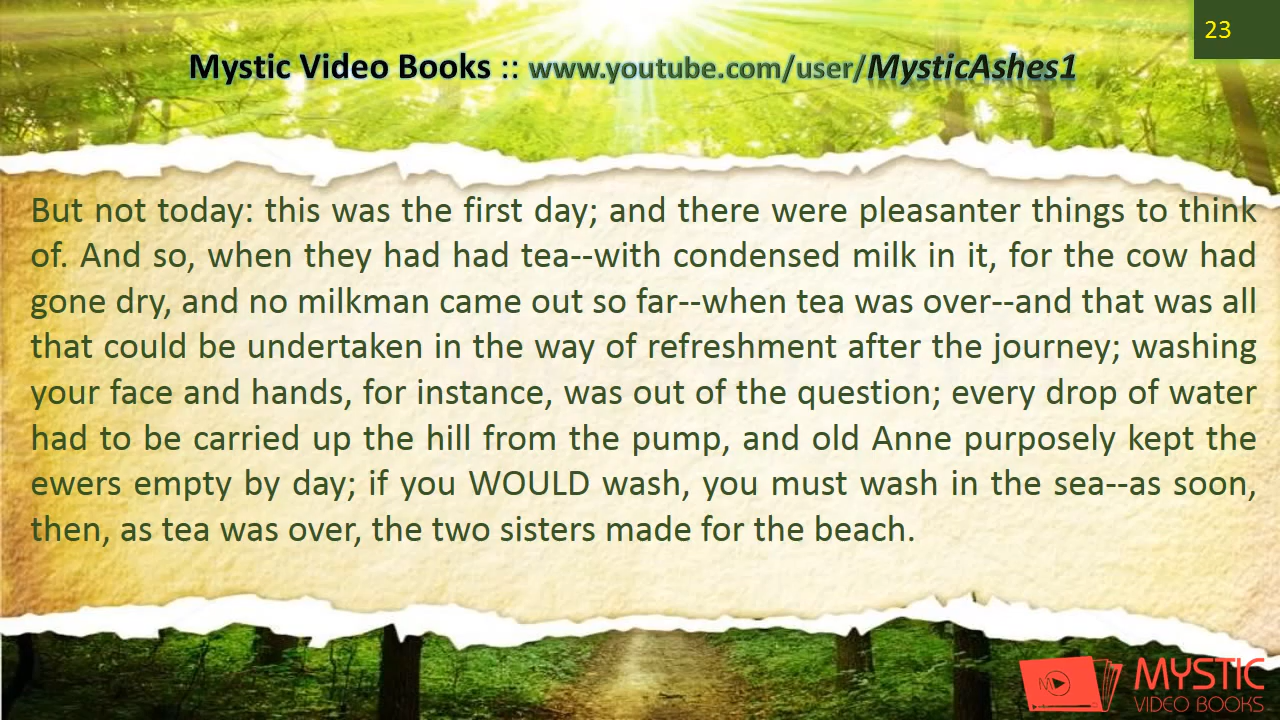 23
Mystic Video Books :: www.youtube.com/user/MysticAshes1
But not today: this was the first day; and there were pleasanter things to think
of. And so, when they had had tea--with condensed milk in it, for the cow had
gone dry, and no milkman came out so far--when tea was over--and that was all
that could be undertaken in the way of refreshment after the journey; washing
your face and hands, for instance, was out of the question; every drop of water
had to be carried up the hill from the pump, and old Anne purposely kept the
ewers empty by day; if you WOULD wash, you must wash in the sea--as soon,
then, as tea was over, the two sisters made for the beach.
MYSTIC
VIDEO BOOKS